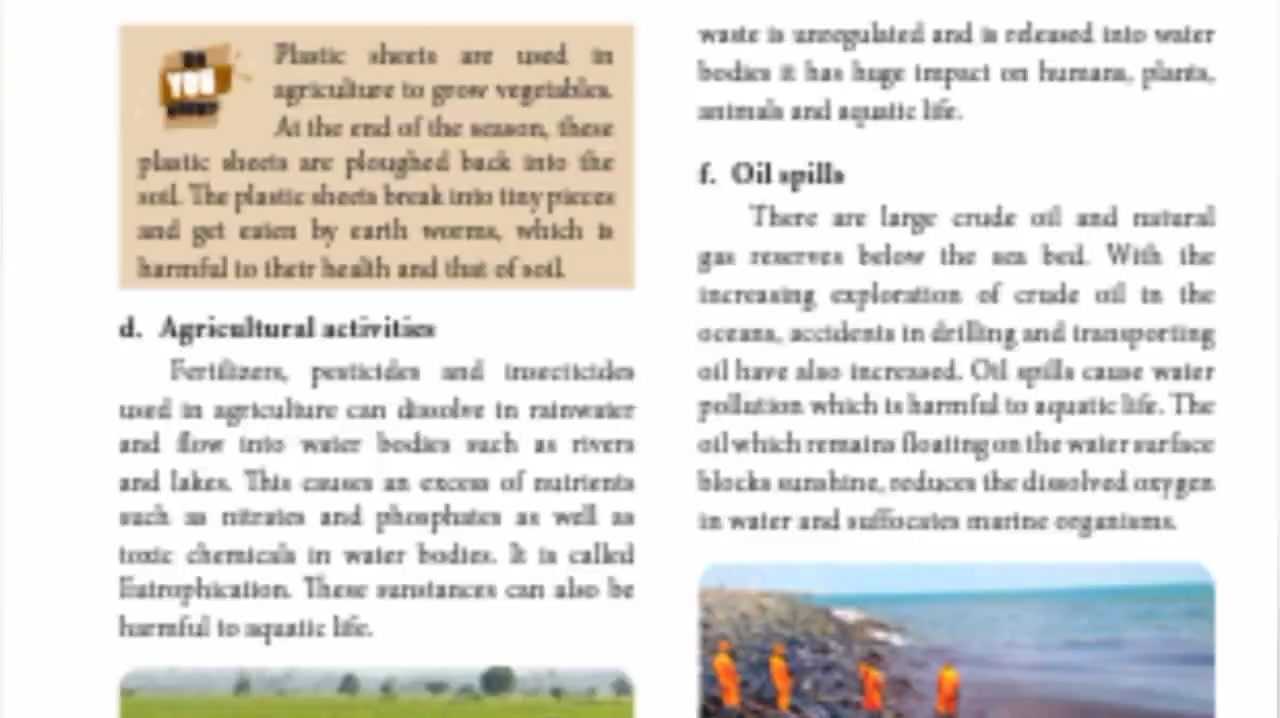 DO
YOU
KNOW?
Plastic sheets are used in
agriculture to grow vegetables.
At the end of the season, these
plastic sheets are ploughed back into the
soil. The plastic sheets break into tiny pieces
and get eaten by earth worms, which is
harmful to their health and that of soil.
d. Agricultural activities
Fertilizers, pesticides and insecticides
used in agriculture can dissolve in rainwater
and flow into water bodies such as rivers
and lakes. This causes an excess of nutrients
such as nitrates and phosphates as well as
toxic chemicals in water bodies. It is called
Eutrophication. These sunstances can also be
harmful to aquatic life.
waste is unregulated and is released into water
bodies it has huge impact on humans, plants,
animals and aquatic life.
f. Oil spills
There are large crude oil and natural
gas reserves below the sea bed. With the
increasing exploration of crude oil in the
oceans, accidents in drilling and transporting
oil have also increased. Oil spills cause water
pollution which is harmful to aquatic life. The
oil which remains floating on the water surface
blocks sunshine, reduces the dissolved oxygen
in water and suffocates marine organisms.